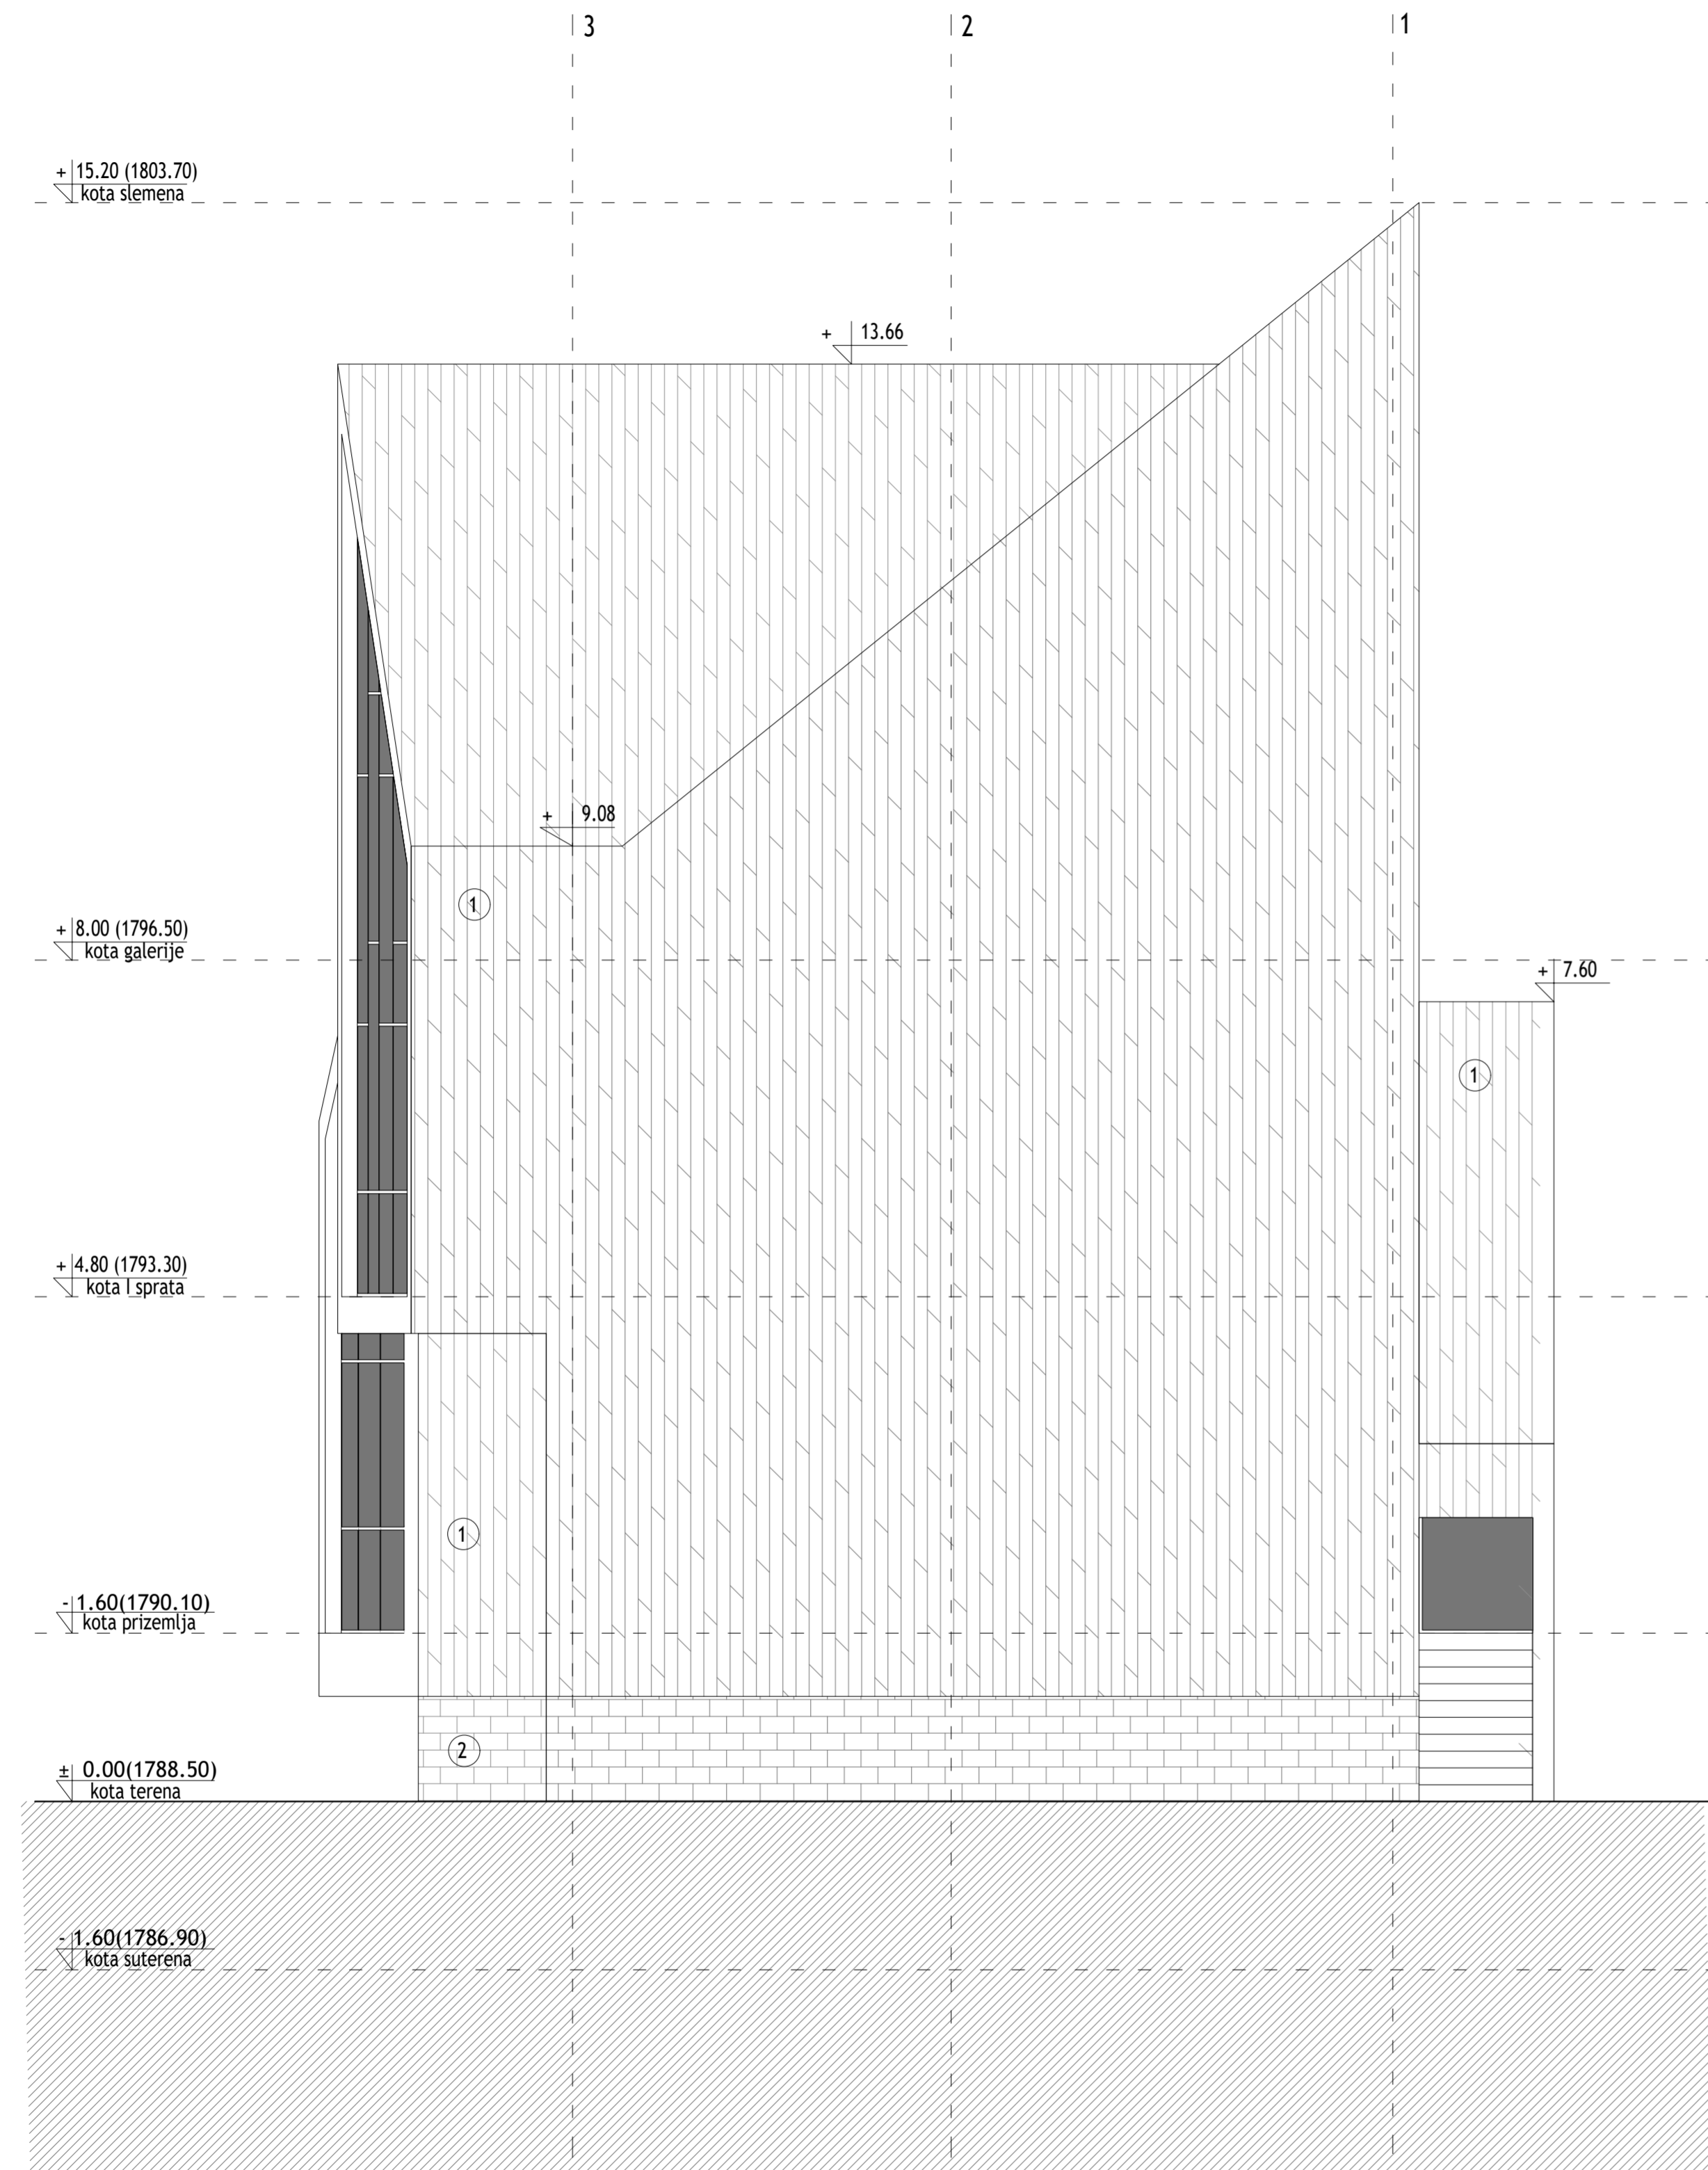 3
2
1
+ 15.20 (1803.70)
kota slemena
+ 13.66
+ 9.08
1
+ 8.00 (1796.50)
kota galerije
+ 7.60
1
+ 4.80 (1793.30)
kota I sprata
1
- 1.60(1790.10)
kota prizemlja
2
± 0.00(1788.50)
kota terena
- 1.60(1786.90)
kota suterena